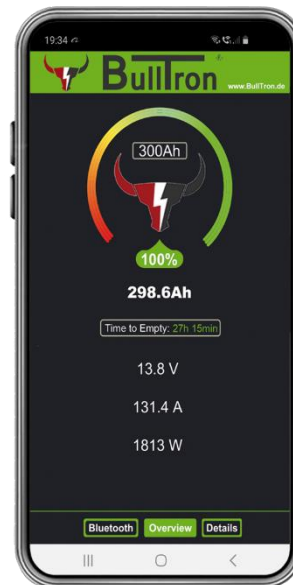 19:34
BullTron
www.BullTron.de
300Ah
100%
298.6Ah
Time to Empty: 27h 15min
13.8 V
131.4 A
1813 W
Bluetooth Overview Details